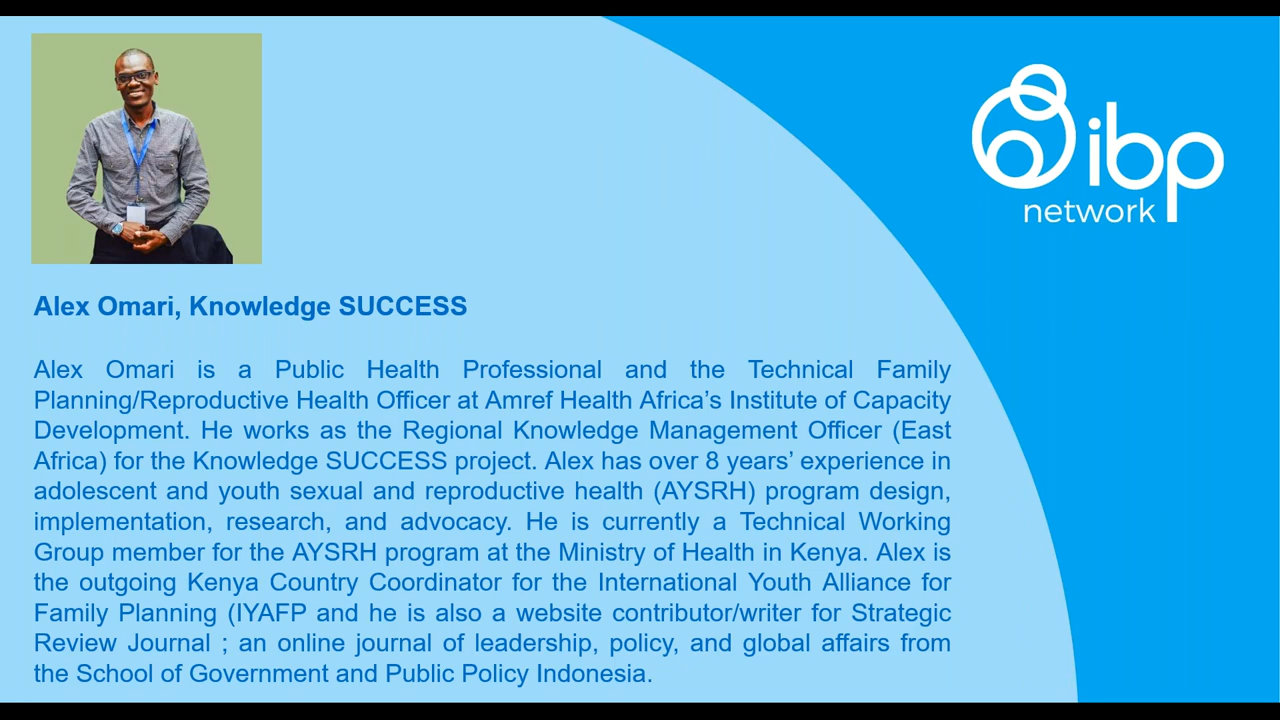 ibp
network
Alex Omari, Knowledge SUCCESS
Alex Omari is a Public Health Professional and the Technical Family
Planning/Reproductive Health Officer at Amref Health Africa’s Institute of Capacity
Development. He works as the Regional Knowledge Management Officer (East
Africa) for the Knowledge SUCCESS project. Alex has over 8 years’ experience in
adolescent and youth sexual and reproductive health (AYSRH) program design,
implementation, research, and advocacy. He is currently a Technical Working
Group member for the AYSRH program at the Ministry of Health in Kenya. Alex is
the outgoing Kenya Country Coordinator for the International Youth Alliance for
Family Planning (IYAFP and he is also a website contributor/writer for Strategic
Review Journal ; an online journal of leadership, policy, and global affairs from
the School of Government and Public Policy Indonesia.